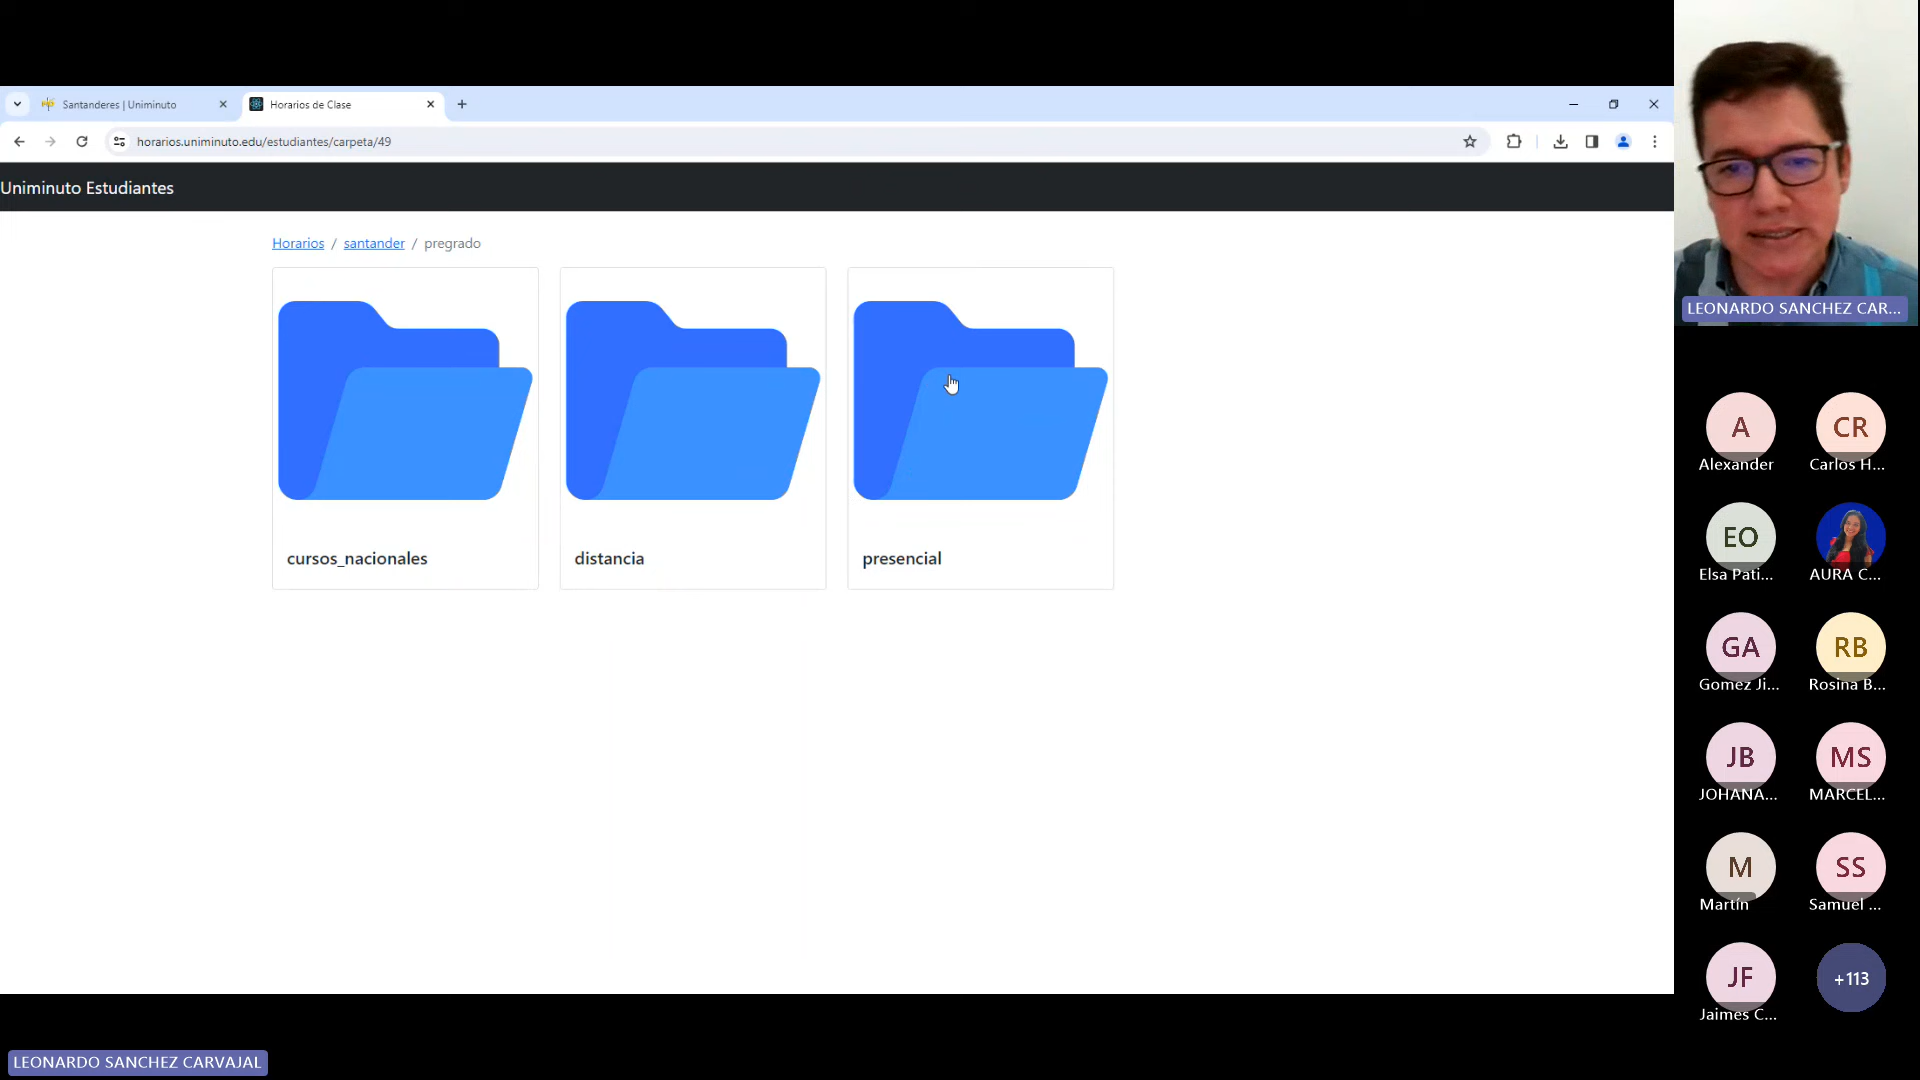 Santanderes | Uniminuto
Horarios de Clase
horarios.uniminuto.edu/estudiantes/carpeta/49
Uniminuto Estudiantes
Horarios / santander / pregrado
cursos_nacionales
distancia
presencial
LEONARDO SANCHEZ CAR...
A
Alexander
CR
Carlos H...
EO
Elsa Pati...
AURA C...
GA
Gomez Ji...
RB
Rosina B...
JB
JOHANA...
MS
MARCEL...
M
Martín
SS
Samuel ...
JF
Jaimes C...
+113
LEONARDO SANCHEZ CARVAJAL